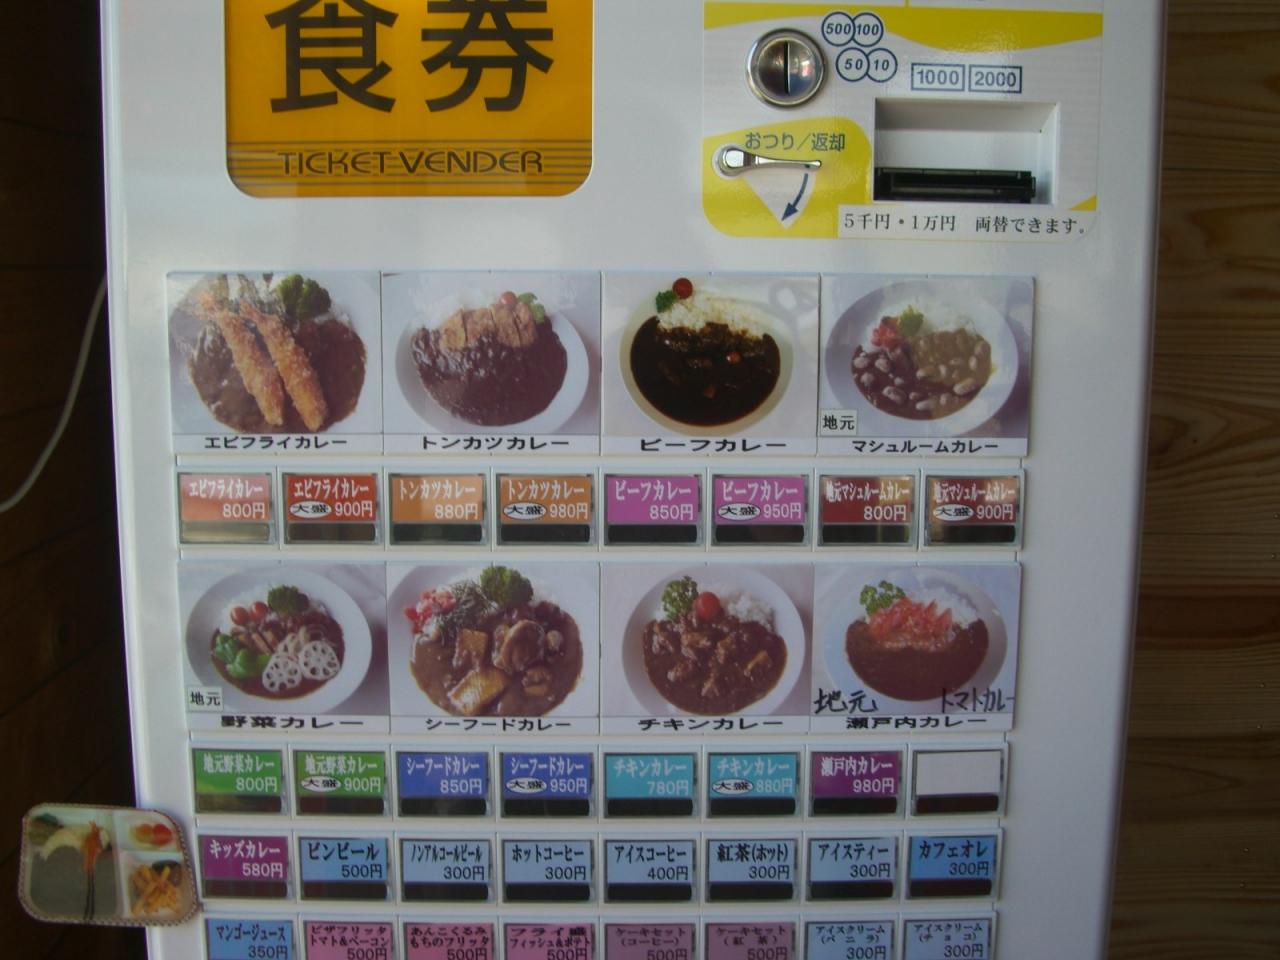 食券
TICKET VENDER
500 100
50 10
1000 2000
おつり/返却
5千円・1万円 両替できます。
エビフライカレー トンカツカレー ビーフカレー 地元 マシュルームカレー
エビフライカレー 800円
エビフライカレー 大盛 900円
トンカツカレー 880円
トンカツカレー 大盛 980円
ビーフカレー 850円
ビーフカレー 大盛 950円
地元マシュルームカレー 800円
地元マシュルームカレー 大盛 900円
地元 野菜カレー シーフードカレー チキンカレー 地元 トマトカレー 瀬戸内カレー
地元野菜カレー 800円
地元野菜カレー 大盛 900円
シーフードカレー 850円
シーフードカレー 大盛 950円
チキンカレー 780円
チキンカレー 大盛 880円
瀬戸内カレー 980円
キッズカレー 580円
ビンビール 500円
ノンアルコールビール 300円
ホットコーヒー 300円
アイスコーヒー 400円
紅茶(ホット) 300円
アイスティー 300円
カフェオレ 300円
マンゴージュース 350円
ピザフリッタ
トマト&ベーコン
500円
あんこくるみ
もちのフリッタ
500円
フライ盛
フィッシュ&ポテト
500円
ケーキセット
(コーヒー)
500円
ケーキセット
(紅茶)
500円
アイスクリーム
(バニラ)
300円
アイスクリーム
(チョコ)
300円